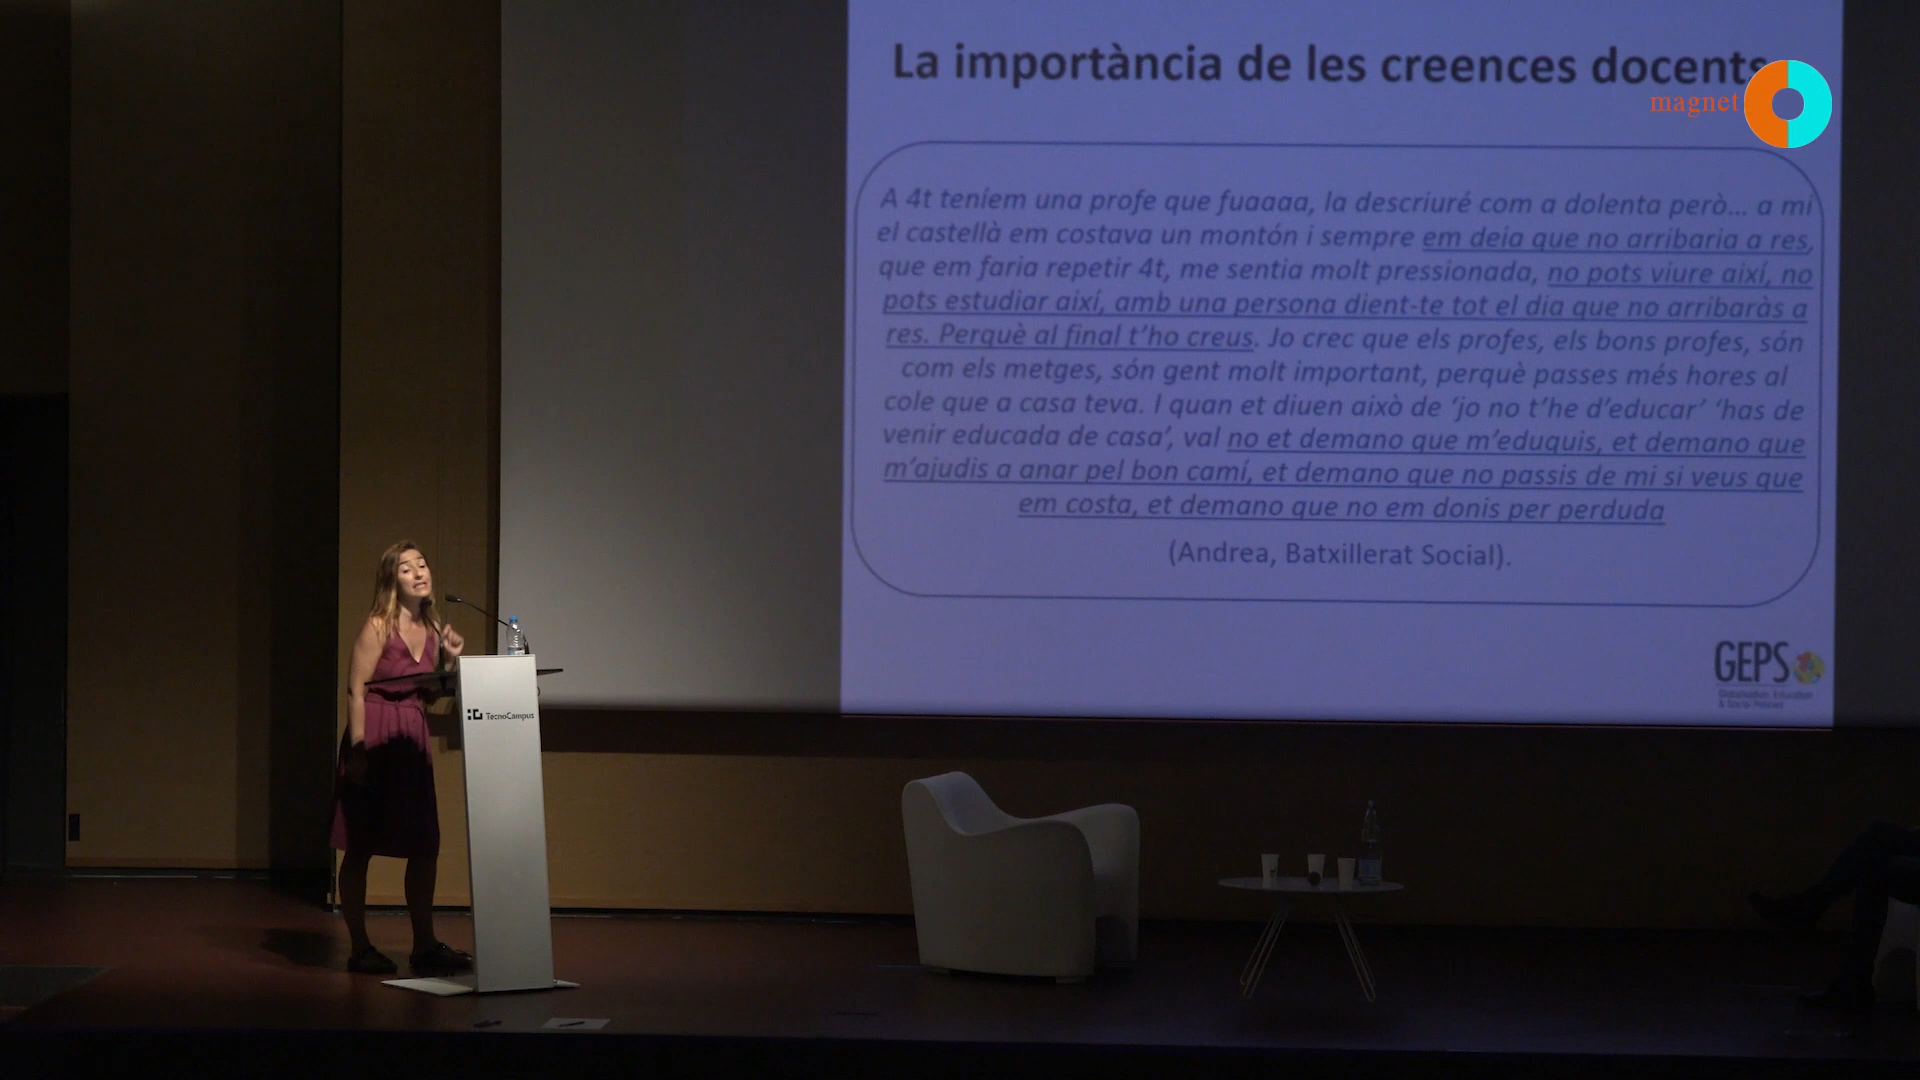 La importància de les creences docents
magnet
A 4t teníem una profe que fuaaaa, la descriuré com a dolenta però... a mi
el castellà em costava un montón i sempre em deia que no arribaria a res,
que em faria repetir 4t, me sentia molt pressionada, no pots viure així, no
pots estudiar així, amb una persona dient-te tot el dia que no arribaràs a
res. Perquè al final t'ho creus. Jo crec que els profes, els bons profes, són
com els metges, són gent molt important, perquè passes més hores al
cole que a casa teva. I quan et diuen això de 'jo no t'he d'educar' 'has de
venir educada de casa', val no et demano que m'eduquis, et demano que
m'ajudis a anar pel bon camí, et demano que no passis de mi si veus que
em costa, et demano que no em donis per perduda
(Andrea, Batxillerat Social).
GEPS
Globalisation, Education
& Social Policies
TecnoCampus